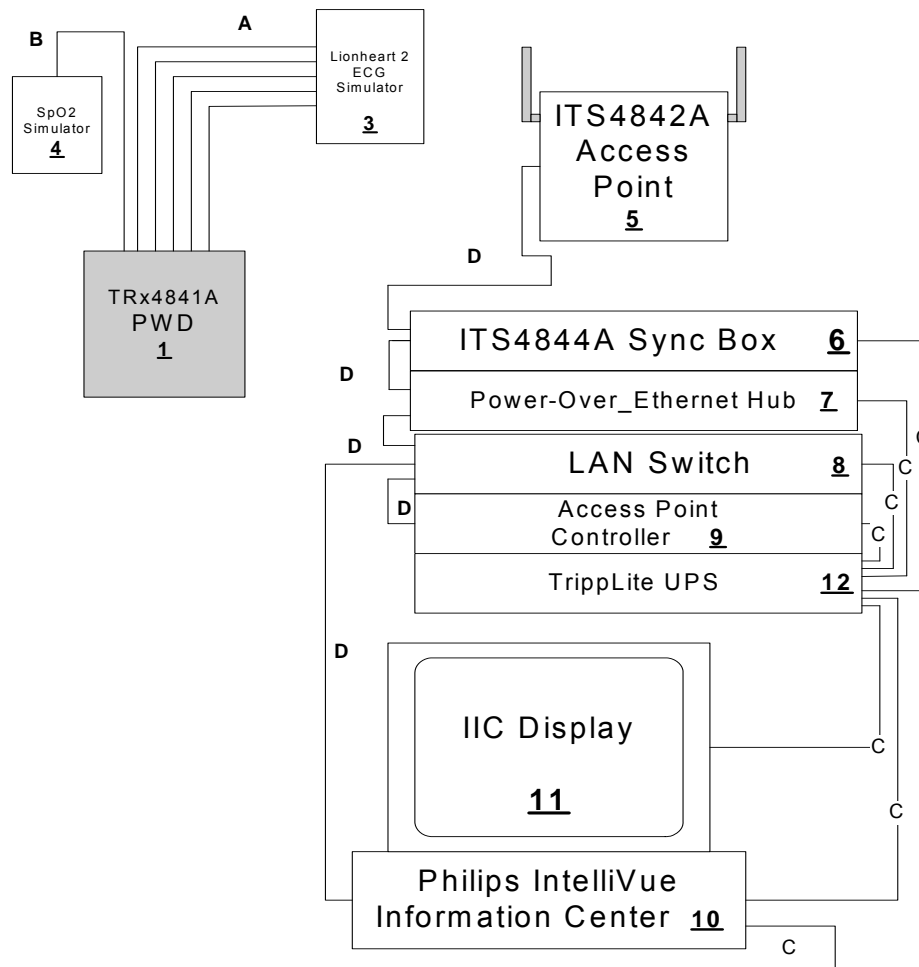 B
A
Lionheart 2
ECG
Simulator
3
SpO2
Simulator
4
ITS4842A
Access
Point
5
D
TRx4841A
PWD
1
ITS4844A Sync Box 6
D
Power-Over_Ethernet Hub 7
C
D
LAN Switch 8
C
C
D
Access Point
Controller 9
C
TrippLite UPS 12
D
IIC Display
C
11
C
Philips IntelliVue
Information Center 10
C